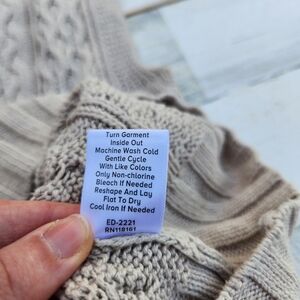 Turn Garment
Inside Out
Machine Wash Cold
Gentle Cycle
With Like Colors
Only Non-chlorine
Bleach If Needed
Reshape And Lay
Flat To Dry
Cool Iron If Needed
ED-2221
RN118161